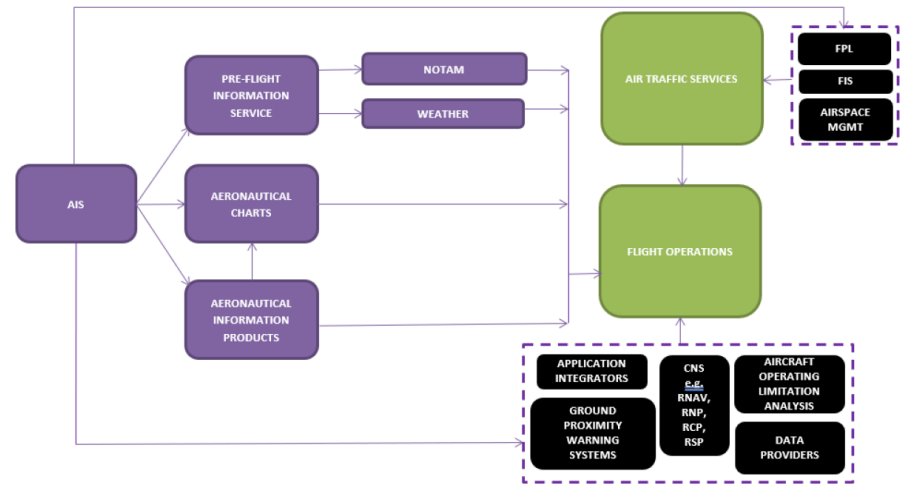 PRE-FLIGHT
INFORMATION
SERVICE
NOTAM
WEATHER
AIR TRAFFIC SERVICES
FPL
FIS
AIRSPACE
MGMT
AIS
AERONAUTICAL
CHARTS
FLIGHT OPERATIONS
AERONAUTICAL
INFORMATION
PRODUCTS
APPLICATION
INTEGRATORS
GROUND
PROXIMITY
WARNING
SYSTEMS
CNS
e.g.
RNAV,
RNP,
RCP,
RSP
AIRCRAFT
OPERATING
LIMITATION
ANALYSIS
DATA
PROVIDERS